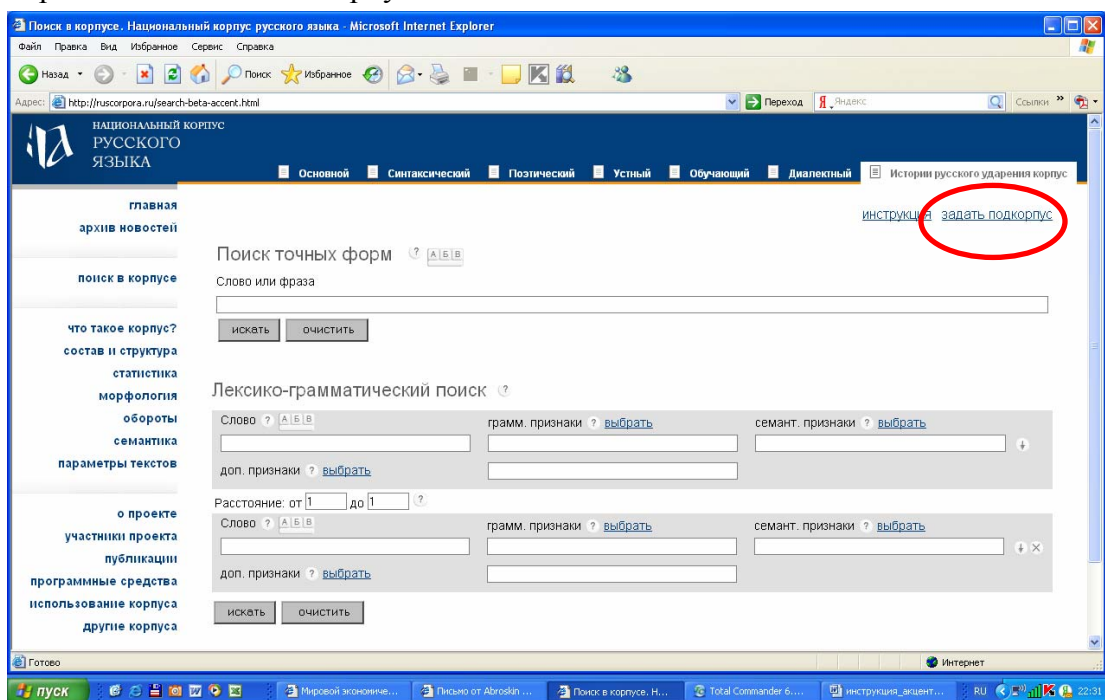 Поиск в корпусе. Национальный корпус русского языка - Microsoft Internet Explorer
Файл Правка Вид Избранное Сервис Справка
Назад Поиск Избранное
Адрес: http://ruscorpora.ru/search-beta-accent.html Переход Яндекс Ссылки »
НАЦИОНАЛЬНЫЙ КОРПУС
РУССКОГО
ЯЗЫКА
Основной Синтаксический Поэтический Устный Обучающий Диалектный Истории русского ударения корпус
инструкция задать подкорпус
главная
архив новостей
поиск в корпусе
что такое корпус?
состав и структура
статистика
морфология
обороты
семантика
параметры текстов
о проекте
участники проекта
публикации
программные средства
использование корпуса
другие корпуса
Поиск точных форм ? А Б В
Слово или фраза
искать очистить
Лексико-грамматический поиск ?
Слово ? А Б В грамм. признаки ? выбрать семант. признаки ? выбрать
доп. признаки ? выбрать
Расстояние: от 1 до 1 ?
Слово ? А Б В грамм. признаки ? выбрать семант. признаки ? выбрать
доп. признаки ? выбрать
искать очистить
Готово Интернет
пуск Мировой экономиче... Письмо от Abroskin ... Поиск в корпусе. Н... Total Commander 6.... инструкция_акцент... RU 22:31